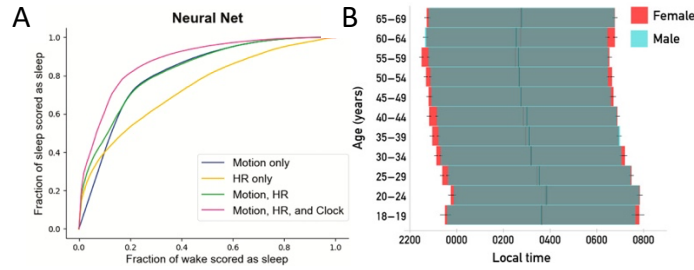 A
Neural Net
Fraction of sleep scored as sleep
1.0
0.8
0.6
0.4
0.2
0.0
Motion only
HR only
Motion, HR
Motion, HR, and Clock
0.0 0.2 0.4 0.6 0.8 1.0
Fraction of wake scored as sleep
B
Female
Male
Age (years)
65–69
60–64
55–59
50–54
45–49
40–44
35–39
30–34
25–29
20–24
18–19
2200 0000 0200 0400 0600 0800
Local time